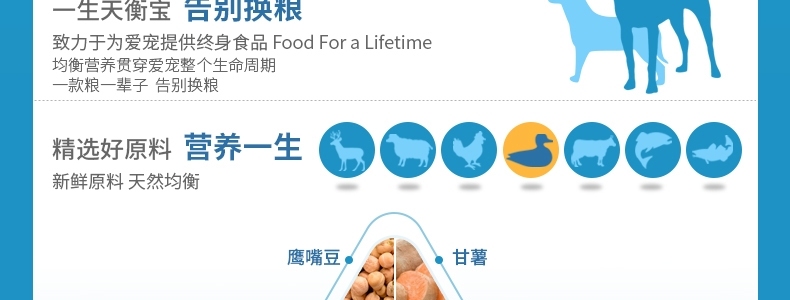 一生天衡宝 告别换粮
致力于为爱宠提供终身食品 Food For a Lifetime
均衡营养贯穿爱宠整个生命周期
一款粮一辈子 告别换粮
精选好原料 营养一生
新鲜原料 天然均衡
鹰嘴豆 甘薯